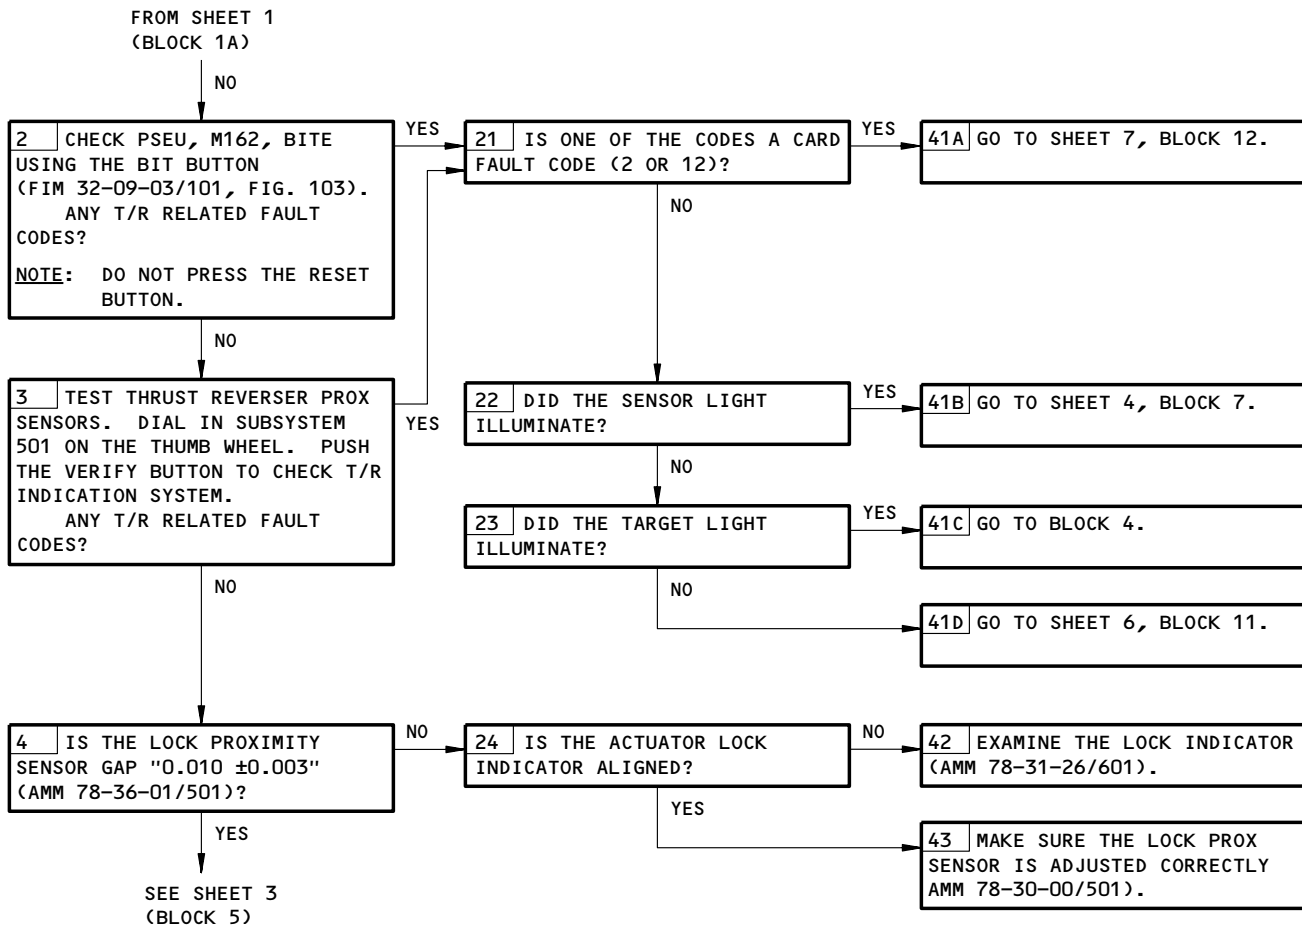 FROM SHEET 1
(BLOCK 1A)
NO
2 CHECK PSEU, M162, BITE
USING THE BIT BUTTON
(FIM 32-09-03/101, FIG. 103).
ANY T/R RELATED FAULT
CODES?
NOTE: DO NOT PRESS THE RESET
BUTTON.
YES
21 IS ONE OF THE CODES A CARD
FAULT CODE (2 OR 12)?
YES
41A GO TO SHEET 7, BLOCK 12.
NO
NO
3 TEST THRUST REVERSER PROX
SENSORS. DIAL IN SUBSYSTEM
501 ON THE THUMB WHEEL. PUSH
THE VERIFY BUTTON TO CHECK T/R
INDICATION SYSTEM.
ANY T/R RELATED FAULT
CODES?
YES
22 DID THE SENSOR LIGHT
ILLUMINATE?
YES
41B GO TO SHEET 4, BLOCK 7.
NO
23 DID THE TARGET LIGHT
ILLUMINATE?
YES
41C GO TO BLOCK 4.
NO
NO
41D GO TO SHEET 6, BLOCK 11.
4 IS THE LOCK PROXIMITY
SENSOR GAP "0.010 ±0.003"
(AMM 78-36-01/501)?
NO
24 IS THE ACTUATOR LOCK
INDICATOR ALIGNED?
NO
42 EXAMINE THE LOCK INDICATOR
(AMM 78-31-26/601).
YES
YES
43 MAKE SURE THE LOCK PROX
SENSOR IS ADJUSTED CORRECTLY
AMM 78-30-00/501).
SEE SHEET 3
(BLOCK 5)